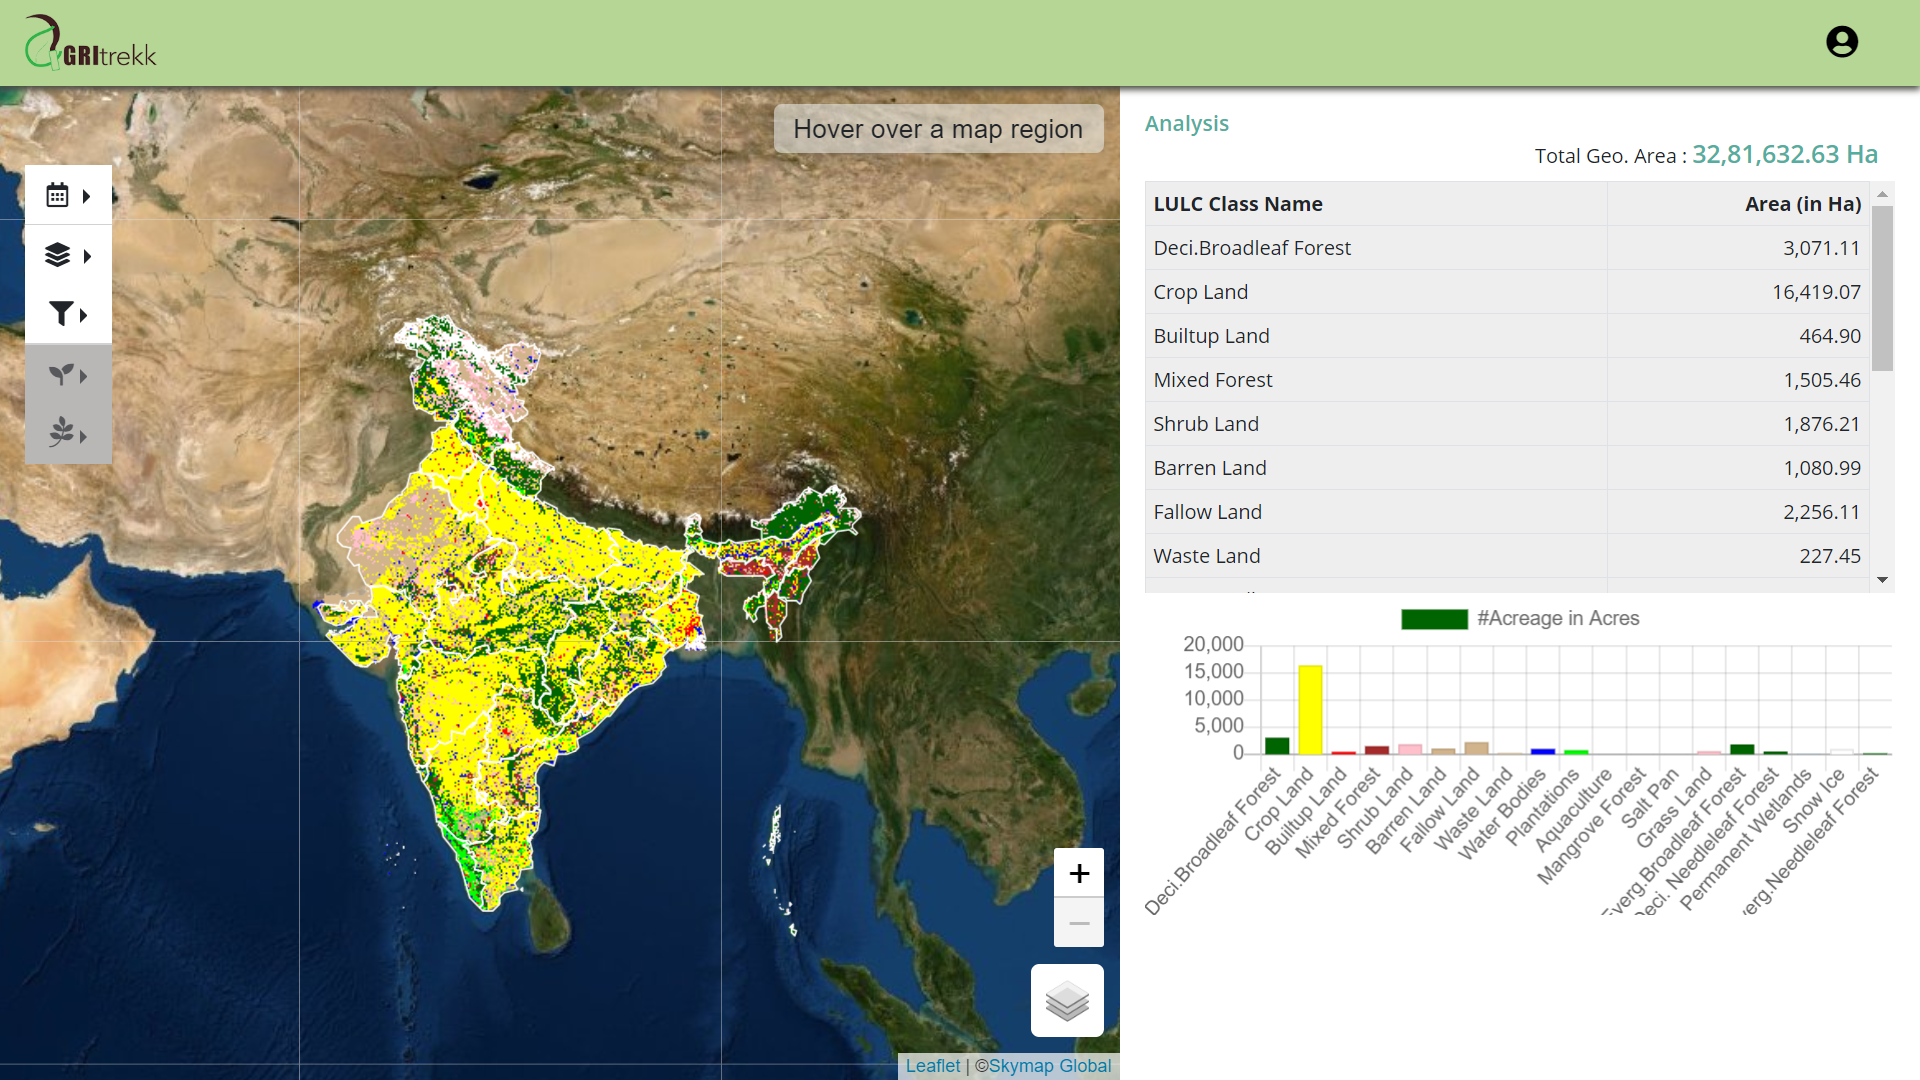 GRItrekk
Hover over a map region
Analysis
Total Geo. Area : 32,81,632.63 Ha
LULC Class Name Area (in Ha)
Deci.Broadleaf Forest 3,071.11
Crop Land 16,419.07
Builtup Land 464.90
Mixed Forest 1,505.46
Shrub Land 1,876.21
Barren Land 1,080.99
Fallow Land 2,256.11
Waste Land 227.45
#Acreage in Acres
20,000
15,000
10,000
5,000
0
Deci.Broadleaf Forest
Crop Land
Builtup Land
Mixed Forest
Shrub Land
Barren Land
Fallow Land
Waste Land
Water Bodies
Plantations
Aquaculture
Mangrove Forest
Salt Pan
Grass Land
Everg.Broadleaf Forest
Deci. Needleleaf Forest
Permanent Wetlands
Snow Ice
verg.Needleleaf Forest
+
−
Leaflet | ©Skymap Global